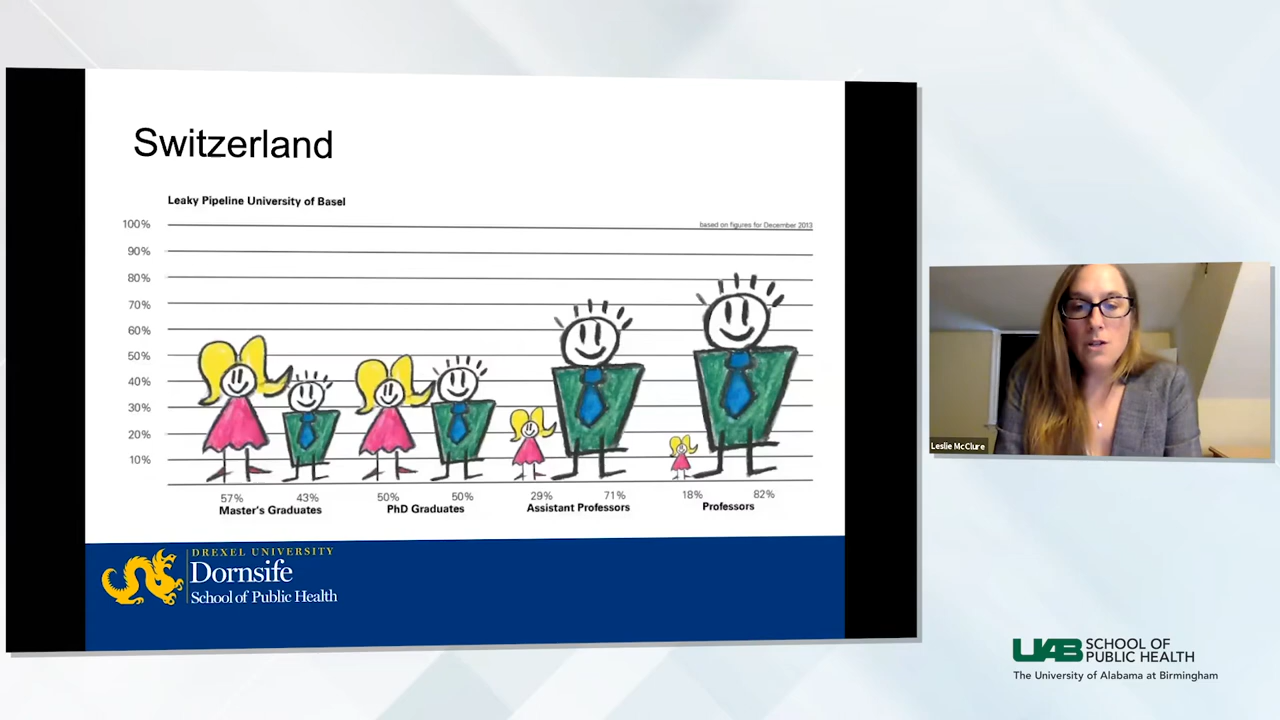 Switzerland
Leaky Pipeline University of Basel
based on figures for December 2013
100%
90%
80%
70%
60%
50%
40%
30%
20%
10%
57% 43% 50% 50% 29% 71% 18% 82%
Master's Graduates PhD Graduates Assistant Professors Professors
DREXEL UNIVERSITY
Dornsife
School of Public Health
Leslie McClure
UAB SCHOOL OF
PUBLIC HEALTH
The University of Alabama at Birmingham